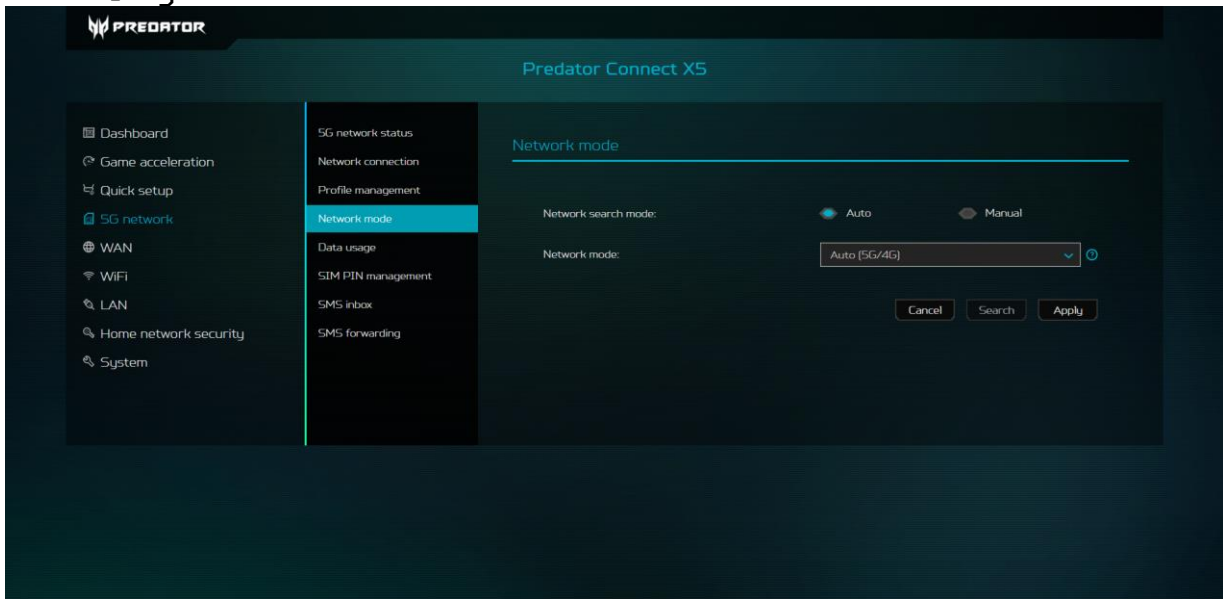 PREDATOR
Predator Connect X5
Dashboard
Game acceleration
Quick setup
5G network
WAN
WiFi
LAN
Home network security
System
5G network status
Network connection
Profile management
Network mode
Data usage
SIM PIN management
SMS inbox
SMS forwarding
Network mode
Network search mode: Auto Manual
Network mode: Auto (5G/4G) ?
Cancel Search Apply